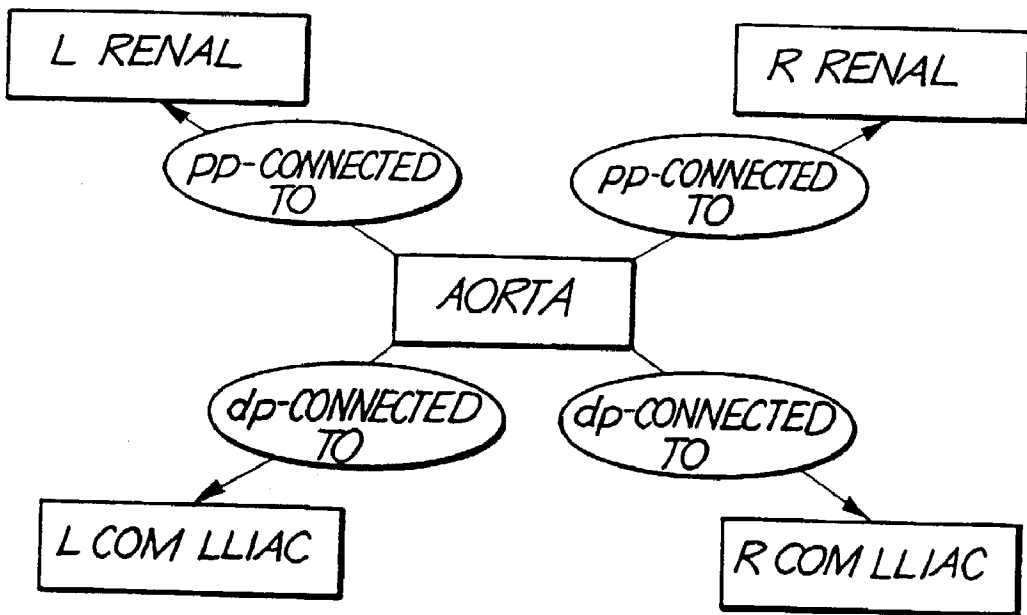 L RENAL
R RENAL
pp-CONNECTED
TO
pp-CONNECTED
TO
AORTA
dp-CONNECTED
TO
dp-CONNECTED
TO
L COM LLIAC
R COM LLIAC